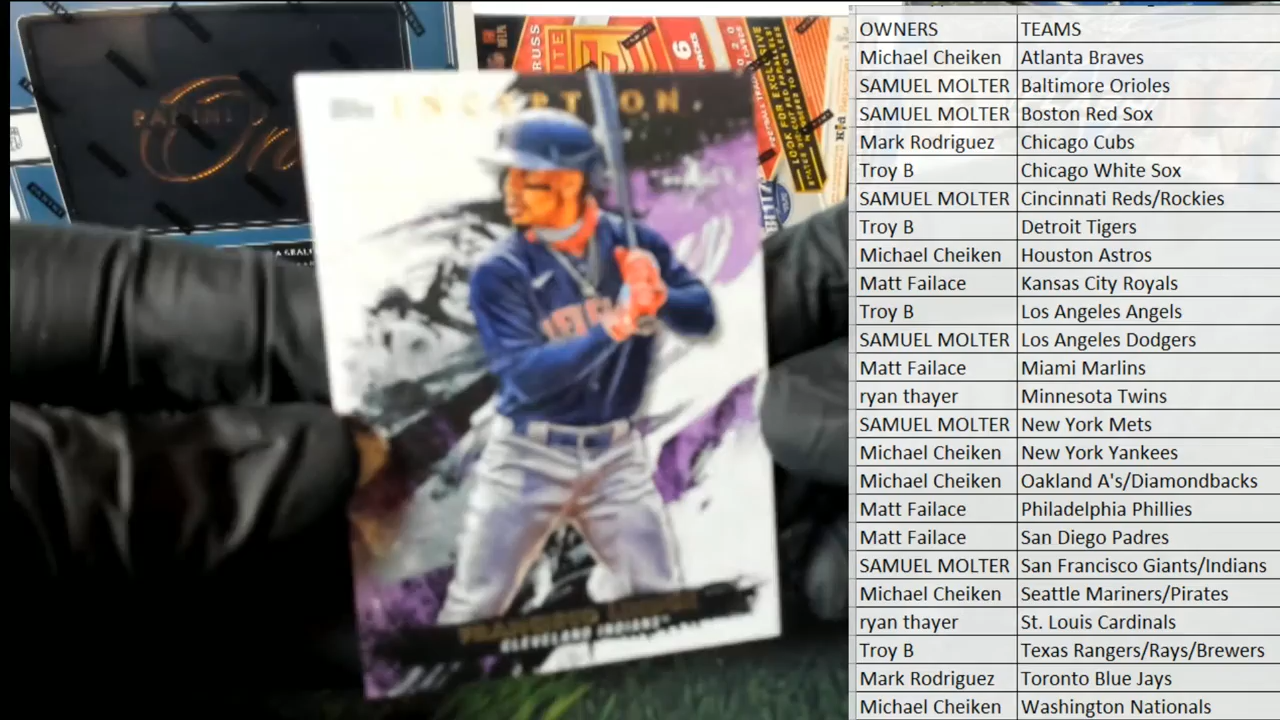 OWNERS TEAMS
Michael Cheiken Atlanta Braves
SAMUEL MOLTER Baltimore Orioles
SAMUEL MOLTER Boston Red Sox
Mark Rodriguez Chicago Cubs
Troy B Chicago White Sox
SAMUEL MOLTER Cincinnati Reds/Rockies
Troy B Detroit Tigers
Michael Cheiken Houston Astros
Matt Failace Kansas City Royals
Troy B Los Angeles Angels
SAMUEL MOLTER Los Angeles Dodgers
Matt Failace Miami Marlins
ryan thayer Minnesota Twins
SAMUEL MOLTER New York Mets
Michael Cheiken New York Yankees
Michael Cheiken Oakland A's/Diamondbacks
Matt Failace Philadelphia Phillies
Matt Failace San Diego Padres
SAMUEL MOLTER San Francisco Giants/Indians
Michael Cheiken Seattle Mariners/Pirates
ryan thayer St. Louis Cardinals
Troy B Texas Rangers/Rays/Brewers
Mark Rodriguez Toronto Blue Jays
Michael Cheiken Washington Nationals
PANINI
INCEPTION
FRANCISCO LINDOR
CLEVELAND INDIANS
6
PACKS
LOOK FOR EXCLUSIVE